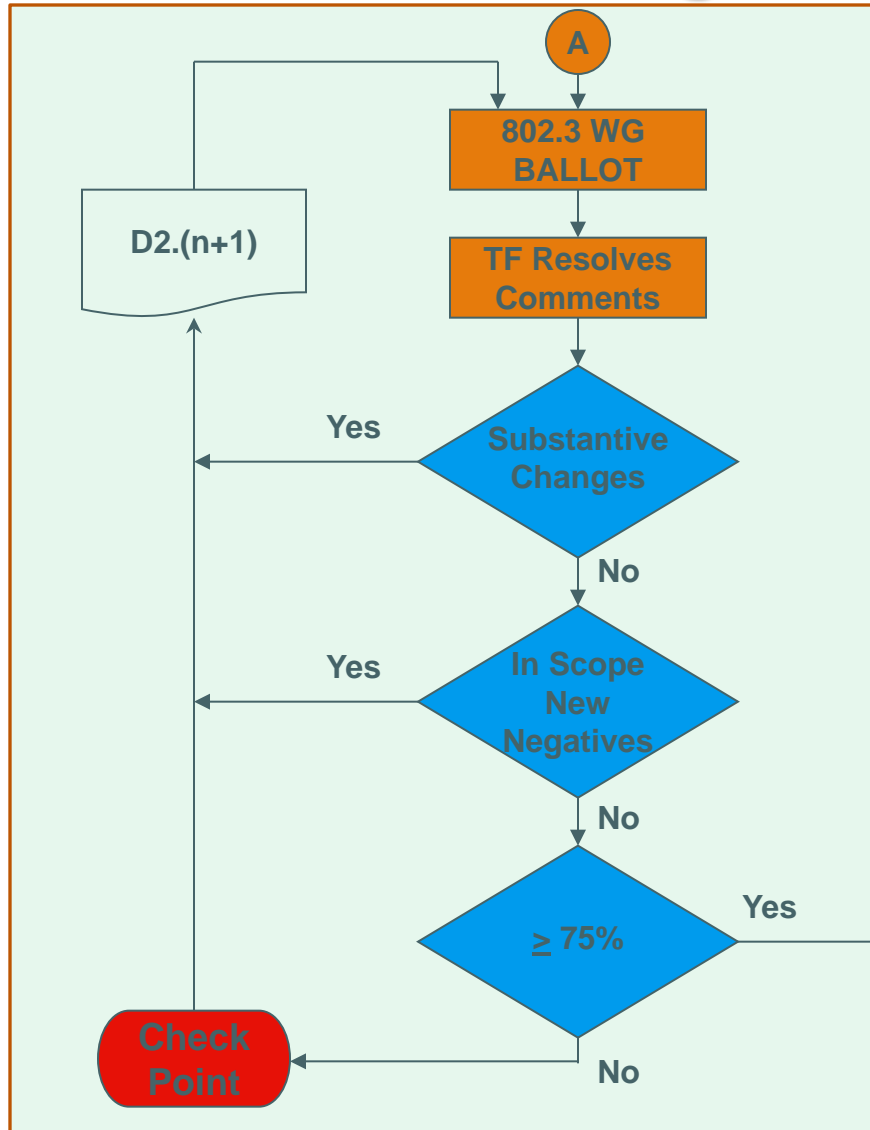 A
802.3 WG
BALLOT
D2.(n+1)
TF Resolves
Comments
Yes
Substantive
Changes
No
Yes
In Scope
New
Negatives
No
≥ 75%
Yes
Check
Point
No